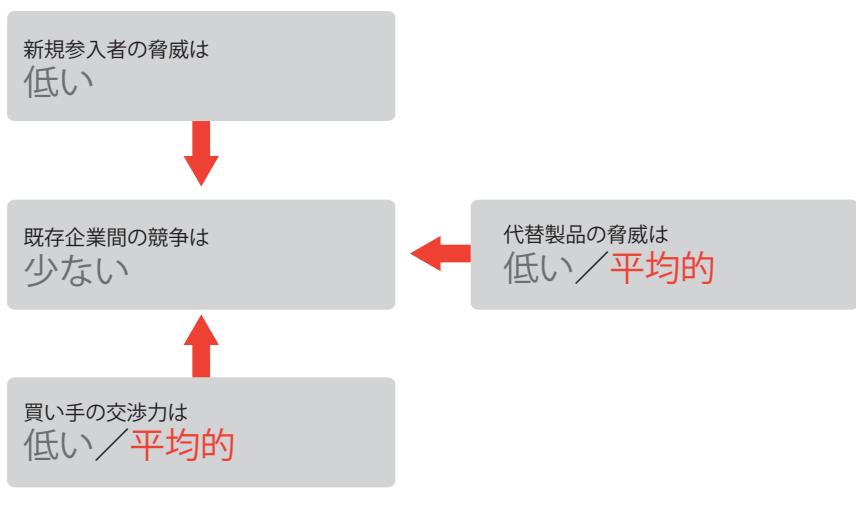 新規参入者の脅威は
低い
既存企業間の競争は
少ない
代替製品の脅威は
低い／平均的
買い手の交渉力は
低い／平均的